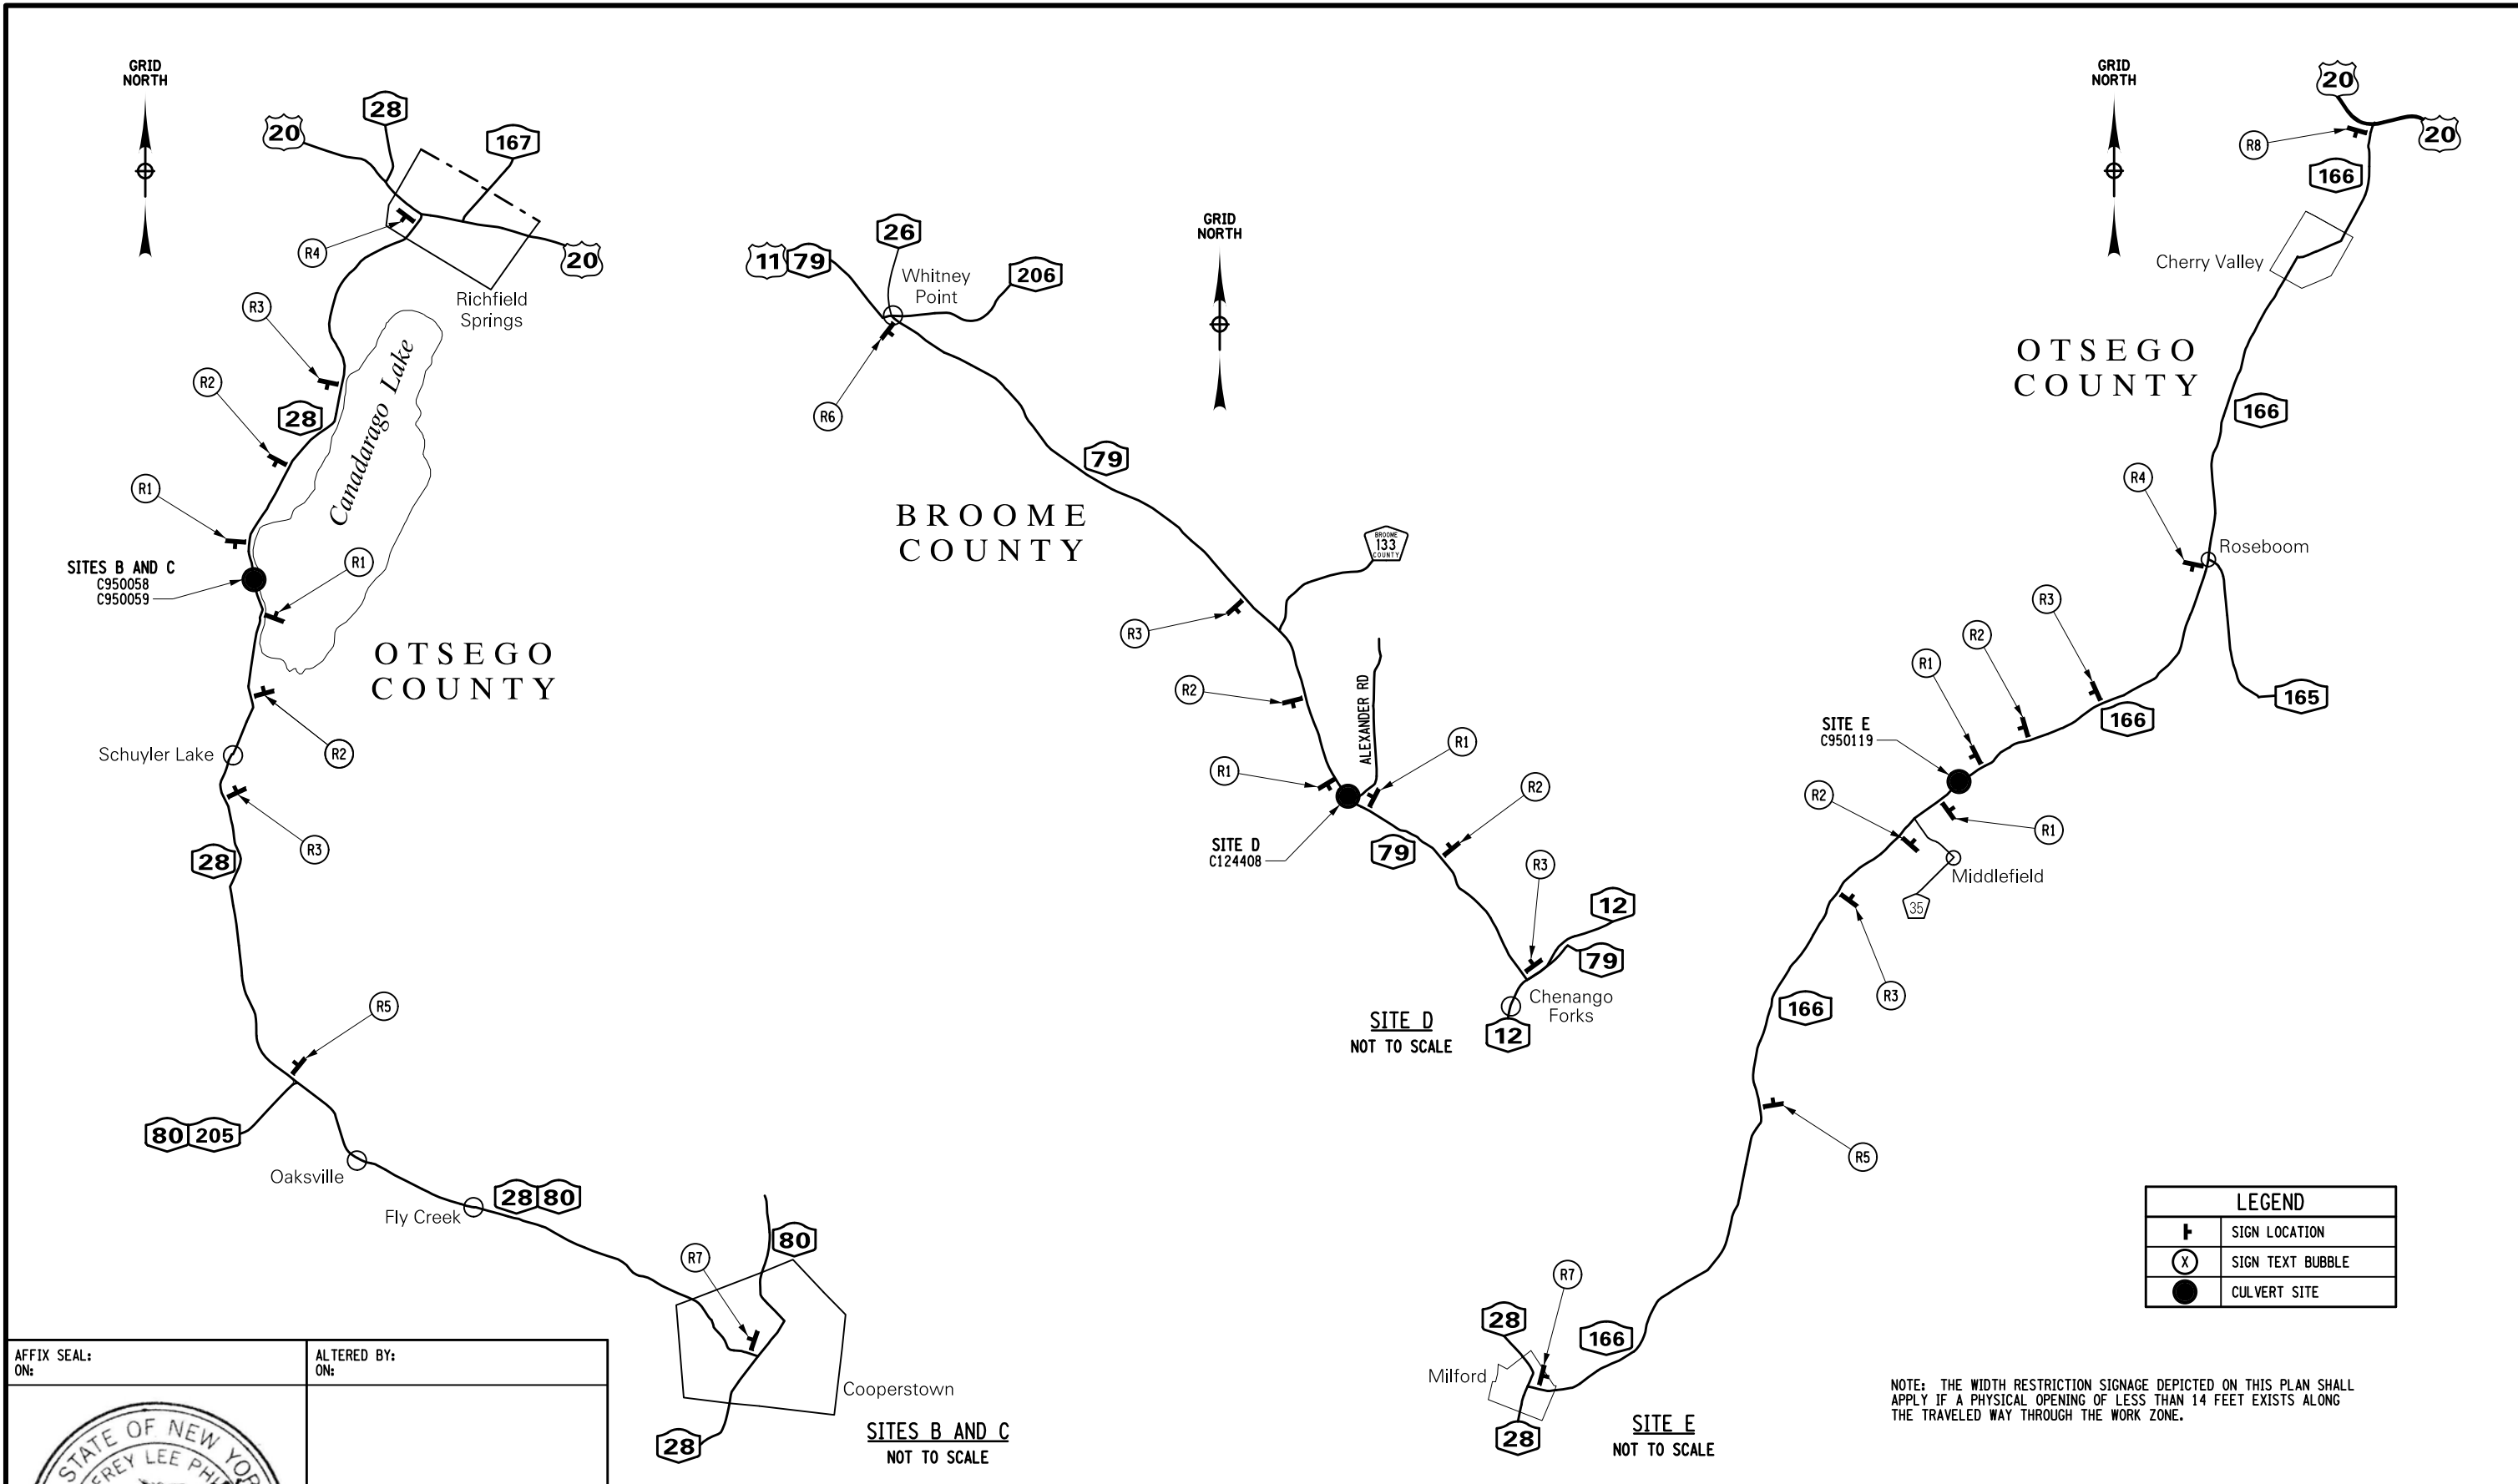 GRID
NORTH
20
28
167
R4
20
Richfield
Springs
R3
R2
28
Canadarago Lake
R1
SITES B AND C
C950058
C950059
R1
OTSEGO
COUNTY
R2
Schuyler Lake
R3
28
R5
80 205
Oaksville
Fly Creek
28 80
R7
80
Cooperstown
28
SITES B AND C
NOT TO SCALE
GRID
NORTH
26
11 79
Whitney
Point
206
R6
79
BROOME
COUNTY
BROOME
133
COUNTY
R3
R2
ALEXANDER RD
R1
R1
SITE D
C124408
R2
79
R3
12
79
Chenango
Forks
12
SITE D
NOT TO SCALE
GRID
NORTH
20
20
R8
166
Cherry Valley
OTSEGO
COUNTY
166
R4
Roseboom
R3
R2
R1
165
166
SITE E
C950119
R2
R1
Middlefield
35
R3
166
R5
R7
28
166
Milford
28
SITE E
NOT TO SCALE
LEGEND
SIGN LOCATION
X SIGN TEXT BUBBLE
CULVERT SITE
NOTE: THE WIDTH RESTRICTION SIGNAGE DEPICTED ON THIS PLAN SHALL
APPLY IF A PHYSICAL OPENING OF LESS THAN 14 FEET EXISTS ALONG
THE TRAVELED WAY THROUGH THE WORK ZONE.
AFFIX SEAL:
ON:
ALTERED BY:
ON:
STATE OF NEW YOR
FREY LEE PHI